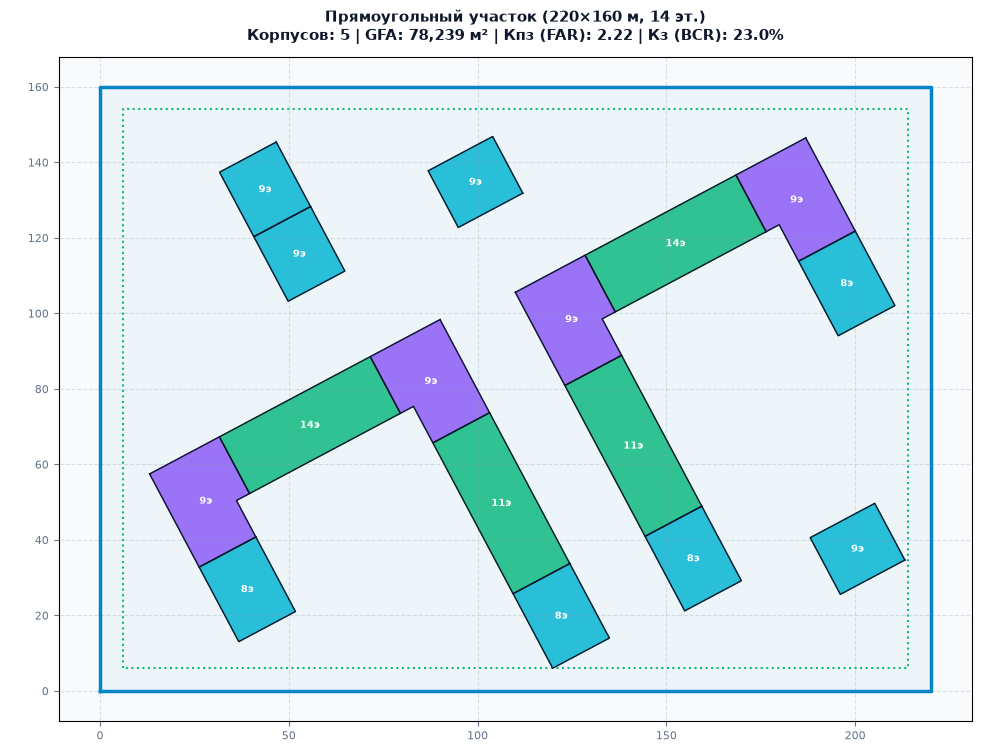 Прямоугольный участок (220×160 м, 14 эт.)
Корпусов: 5 | GFA: 78,239 м² | Кпз (FAR): 2.22 | Кз (BCR): 23.0%
160
140
120
100
80
60
40
20
0
9э
9э
9э
9э
14э
8э
9э
9э
14э
11э
9э
11э
8э
8э
8э
9э
0
50
100
150
200